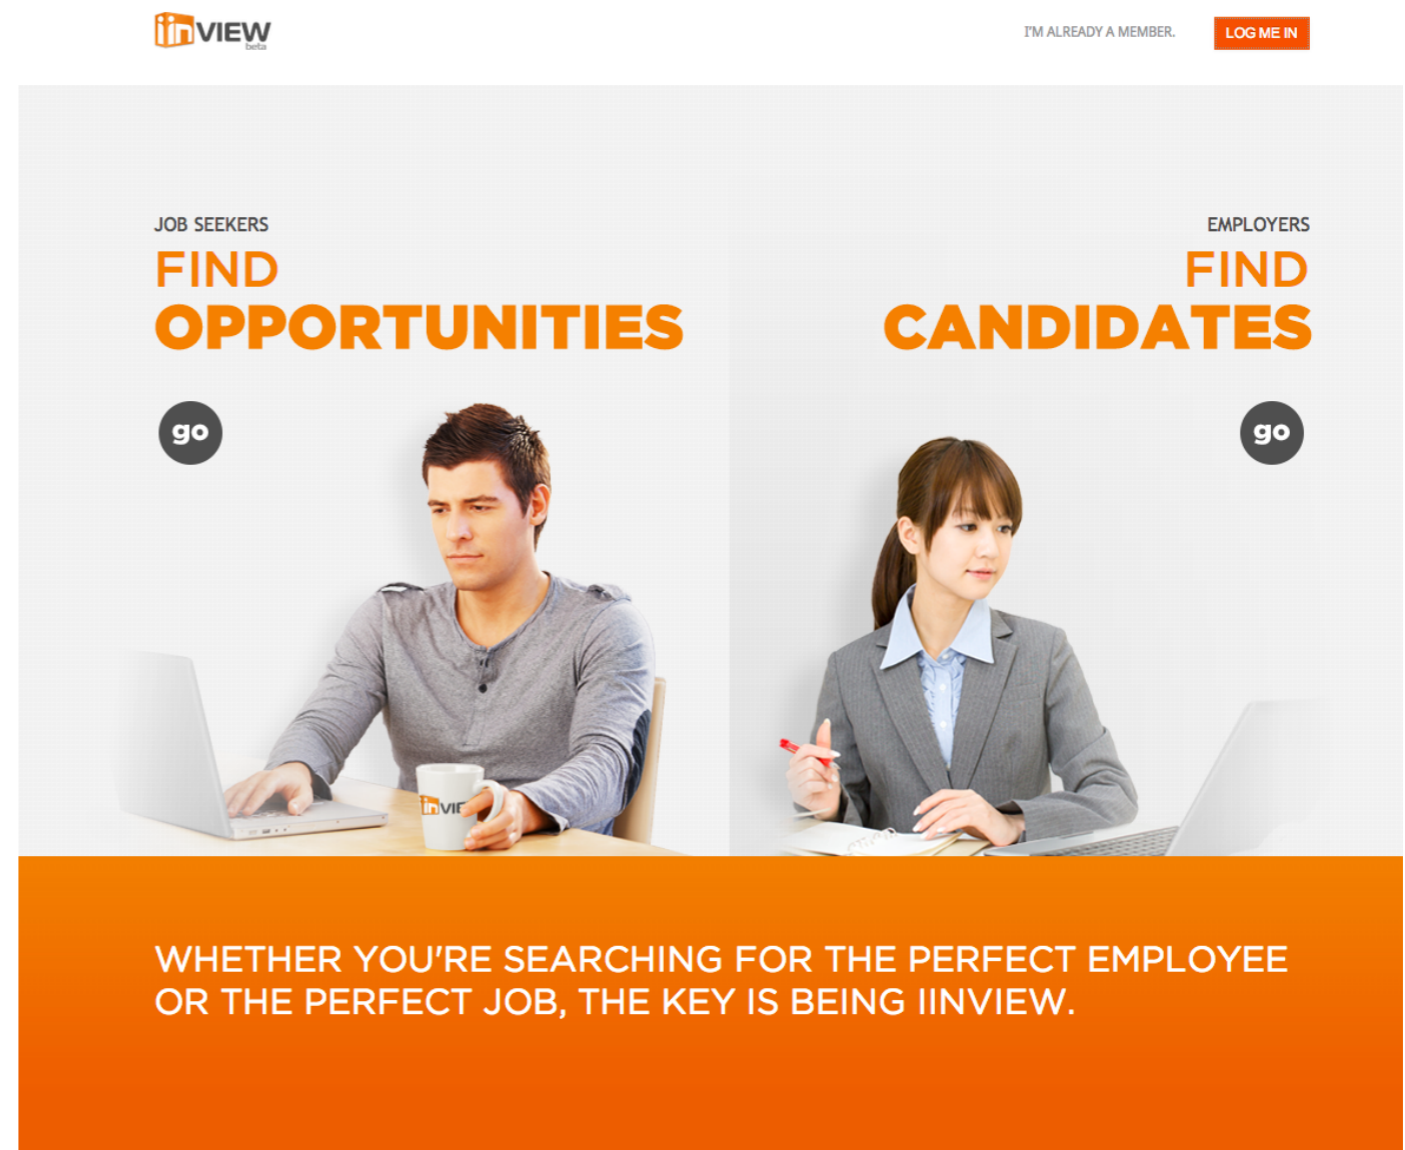 iinVIEW
beta
I'M ALREADY A MEMBER.
LOG ME IN
JOB SEEKERS
FIND
OPPORTUNITIES
go
EMPLOYERS
FIND
CANDIDATES
go
inVIE
WHETHER YOU'RE SEARCHING FOR THE PERFECT EMPLOYEE
OR THE PERFECT JOB, THE KEY IS BEING IINVIEW.